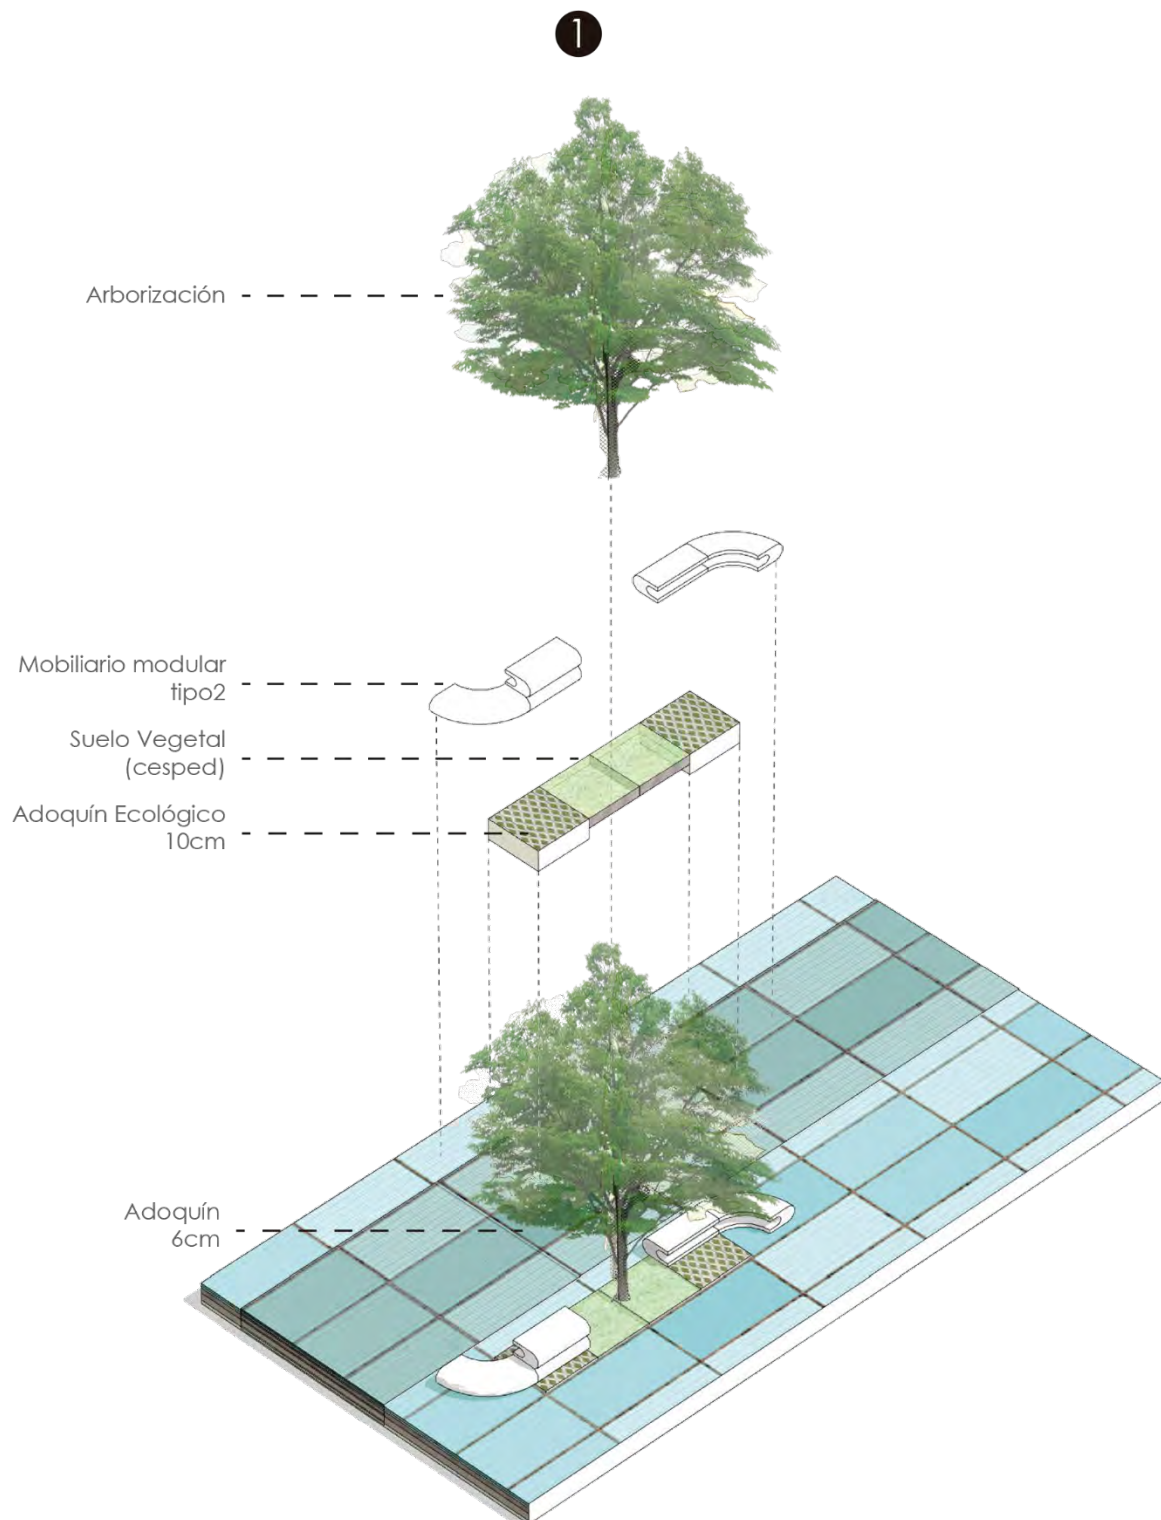 1
Arborización
Mobiliario modular
tipo2
Suelo Vegetal
(cesped)
Adoquín Ecológico
10cm
Adoquín
6cm